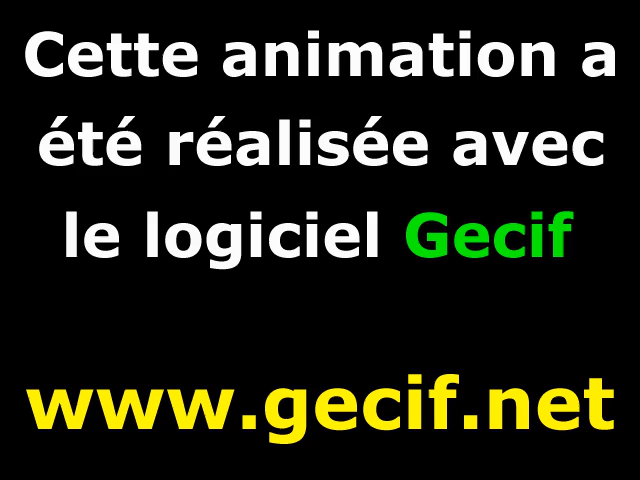 Cette animation a
été réalisée avec
le logiciel Gecif
www.gecif.net